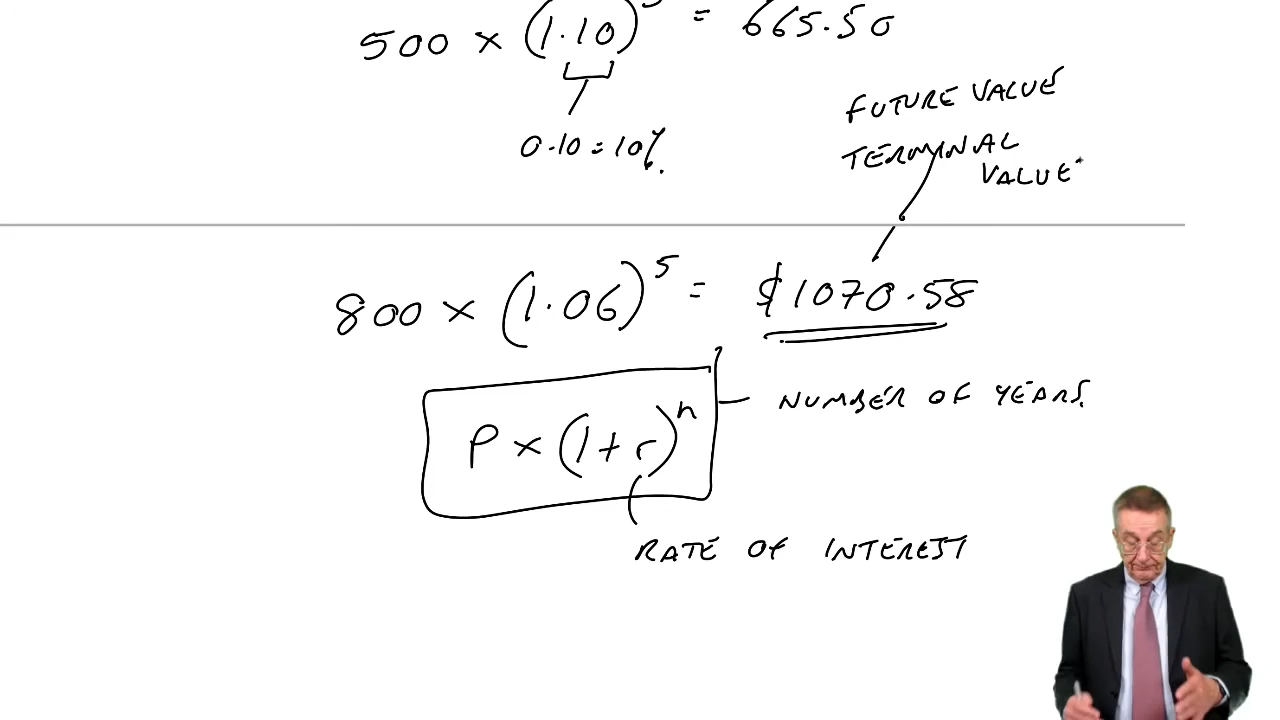 500 × (1.10) = 665.50
0.10 = 10%.
FUTURE VALUE
TERMINAL
VALUE
800 × (1.06)^5 = $1070.58
NUMBER OF YEARS.
P × (1 + r)^n
RATE OF INTEREST